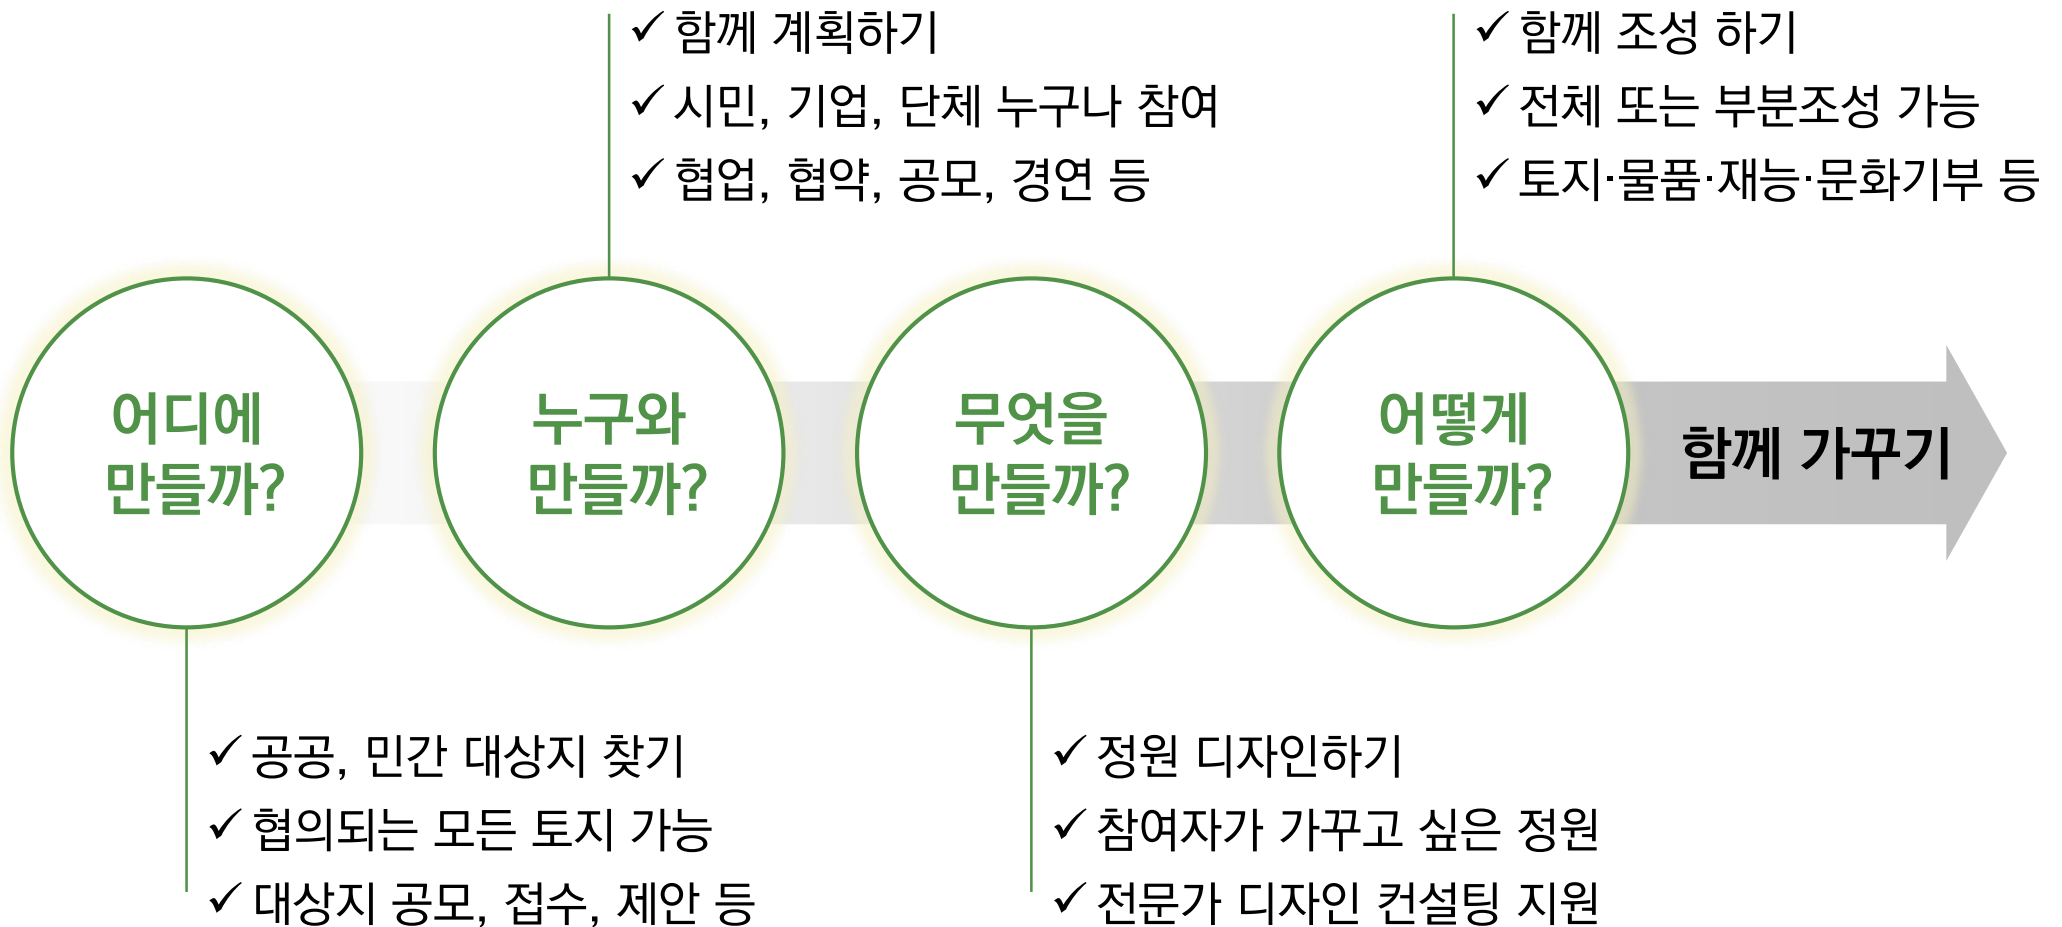 ✓ 함께 계획하기
✓ 시민, 기업, 단체 누구나 참여
✓ 협업, 협약, 공모, 경연 등
✓ 함께 조성 하기
✓ 전체 또는 부분조성 가능
✓ 토지·물품·재능·문화기부 등
어디에
만들까?
누구와
만들까?
무엇을
만들까?
어떻게
만들까?
함께 가꾸기
✓ 공공, 민간 대상지 찾기
✓ 협의되는 모든 토지 가능
✓ 대상지 공모, 접수, 제안 등
✓ 정원 디자인하기
✓ 참여자가 가꾸고 싶은 정원
✓ 전문가 디자인 컨설팅 지원